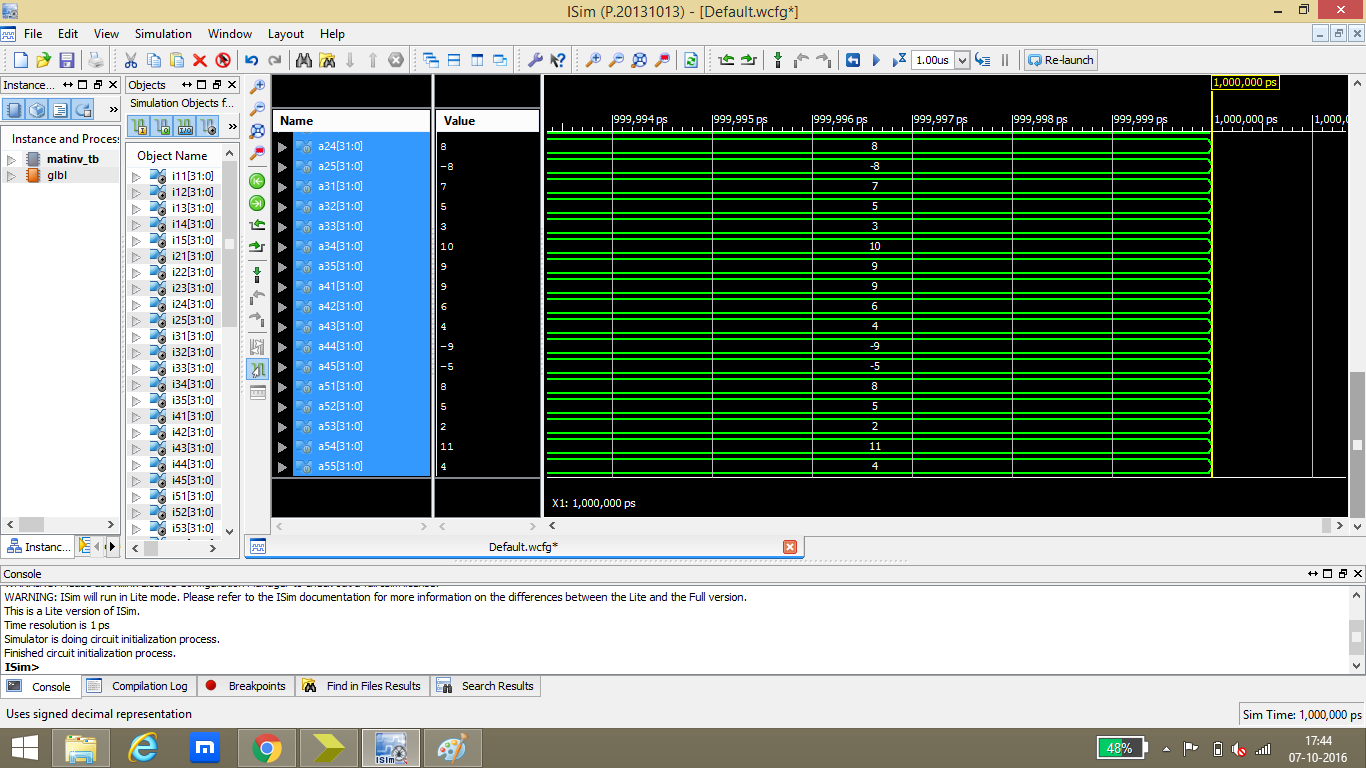 ISim (P.20131013) - [Default.wcfg*]
File Edit View Simulation Window Layout Help
1.00us Re-launch
Instance... Objects
Simulation Objects f...
Instance and Proces
matinv_tb
glbl
Object Name
i11[31:0]
i12[31:0]
i13[31:0]
i14[31:0]
i15[31:0]
i21[31:0]
i22[31:0]
i23[31:0]
i24[31:0]
i25[31:0]
i31[31:0]
i32[31:0]
i33[31:0]
i34[31:0]
i35[31:0]
i41[31:0]
i42[31:0]
i43[31:0]
i44[31:0]
i45[31:0]
i51[31:0]
i52[31:0]
i53[31:0]
Instanc...
Name Value
1,000,000 ps
999,994 ps 999,995 ps 999,996 ps 999,997 ps 999,998 ps 999,999 ps 1,000,000 ps 1,000,0
a24[31:0] 8 8
a25[31:0] -8 -8
a31[31:0] 7 7
a32[31:0] 5 5
a33[31:0] 3 3
a34[31:0] 10 10
a35[31:0] 9 9
a41[31:0] 9 9
a42[31:0] 6 6
a43[31:0] 4 4
a44[31:0] -9 -9
a45[31:0] -5 -5
a51[31:0] 8 8
a52[31:0] 5 5
a53[31:0] 2 2
a54[31:0] 11 11
a55[31:0] 4 4
X1: 1,000,000 ps
Default.wcfg*
Console
WARNING: ISim will run in Lite mode. Please refer to the ISim documentation for more information on the differences between the Lite and the Full version.
This is a Lite version of ISim.
Time resolution is 1 ps
Simulator is doing circuit initialization process.
Finished circuit initialization process.
ISim>
Console Compilation Log Breakpoints Find in Files Results Search Results
Uses signed decimal representation Sim Time: 1,000,000 ps
ISim 48% 17:44
07-10-2016